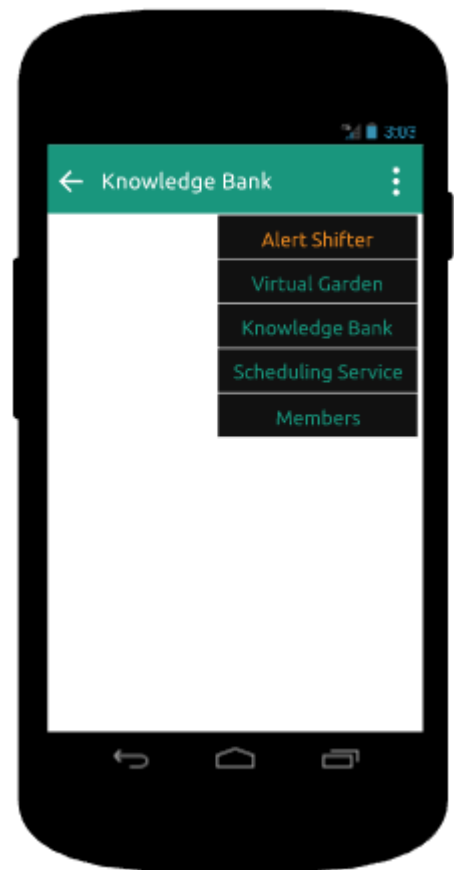 3:03
Knowledge Bank
Alert Shifter
Virtual Garden
Knowledge Bank
Scheduling Service
Members